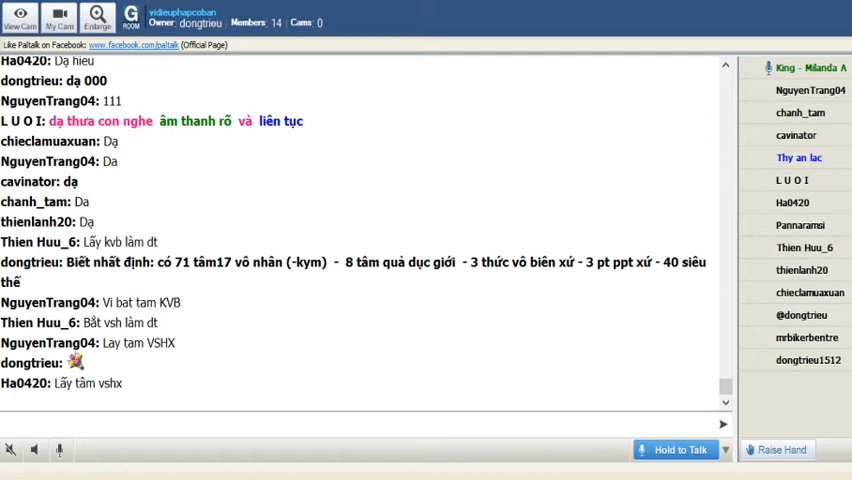 View Cam
My Cam
Enlarge
G
ROOM
vidieuphapcoban
Owner: dongtrieu Members: 14 Cams: 0
Like Paltalk on Facebook: www.facebook.com/paltalk (Official Page)
Ha0420: Dạ hiểu
dongtrieu: dạ 000
NguyenTrang04: 111
L U O I: dạ thưa con nghe âm thanh rõ và liên tục
chieclamuaxuan: Dạ
NguyenTrang04: Da
cavinator: dạ
chanh_tam: Da
thienlanh20: Dạ
Thien Huu_6: Lấy kvb làm dt
dongtrieu: Biết nhất định: có 71 tâm17 vô nhân (-kym) - 8 tâm quả dục giới - 3 thức vô biên xứ - 3 pt ppt xứ - 40 siêu
thế
NguyenTrang04: Vi bat tam KVB
Thien Huu_6: Bắt vsh làm dt
NguyenTrang04: Lay tam VSHX
dongtrieu:
Ha0420: Lấy tâm vshx
King - Milanda A
NguyenTrang04
chanh_tam
cavinator
Thy an lac
L U O I
Ha0420
Pannaramsi
Thien Huu_6
thienlanh20
chieclamuaxuan
@dongtrieu
mrbikerbentre
dongtrieu1512
Hold to Talk
Raise Hand